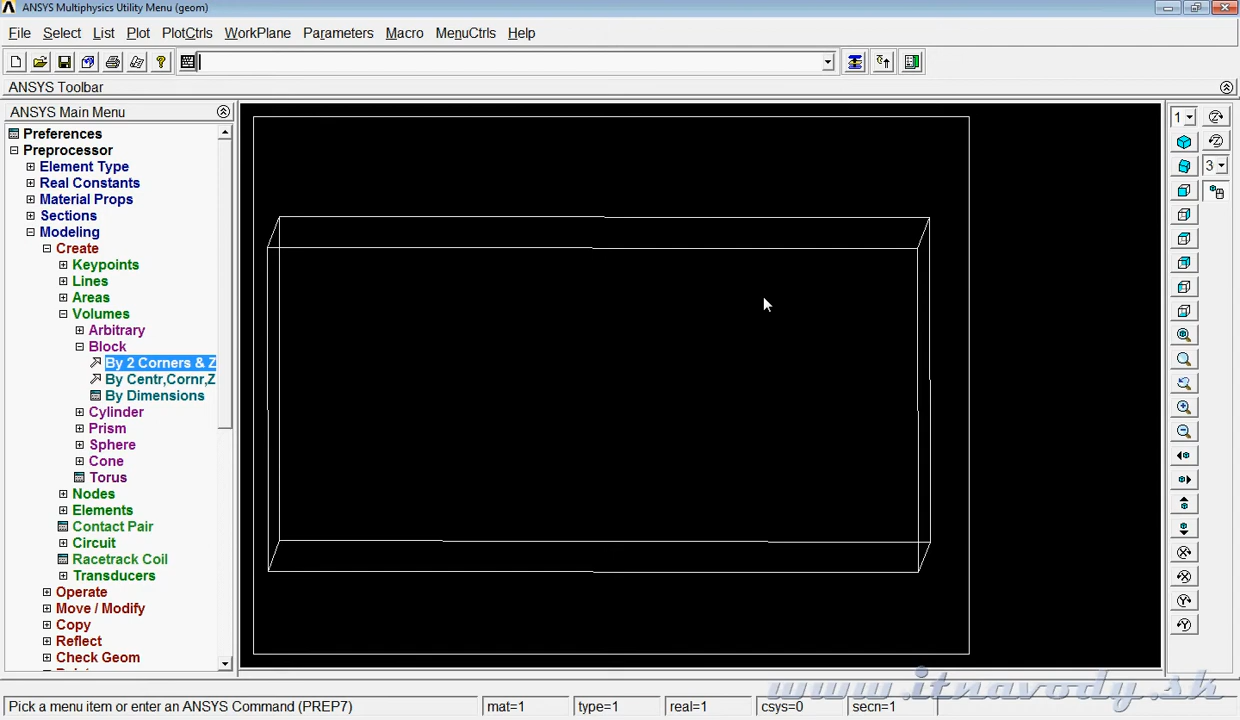 ANSYS Multiphysics Utility Menu (geom)
File Select List Plot PlotCtrls WorkPlane Parameters Macro MenuCtrls Help
ANSYS Toolbar
ANSYS Main Menu
Preferences
Preprocessor
Element Type
Real Constants
Material Props
Sections
Modeling
Create
Keypoints
Lines
Areas
Volumes
Arbitrary
Block
By 2 Corners & Z
By Centr,Cornr,Z
By Dimensions
Cylinder
Prism
Sphere
Cone
Torus
Nodes
Elements
Contact Pair
Circuit
Racetrack Coil
Transducers
Operate
Move / Modify
Copy
Reflect
Check Geom
1
3
www.itnavody.sk
Pick a menu item or enter an ANSYS Command (PREP7)
mat=1
type=1
real=1
csys=0
secn=1